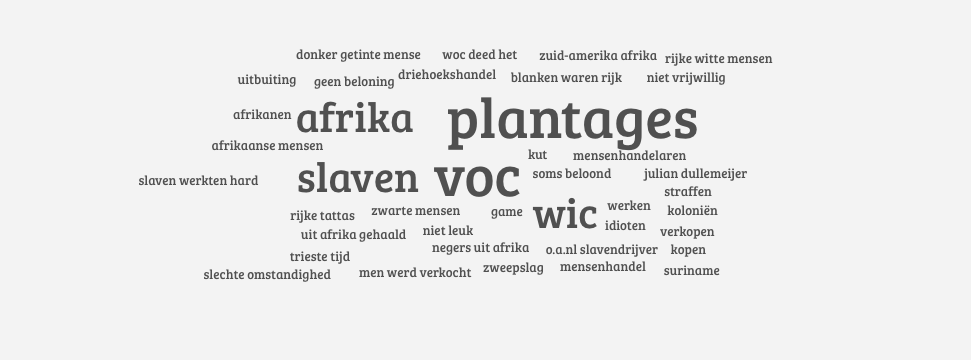 donker getinte mense woc deed het zuid-amerika afrika rijke witte mensen
uitbuiting geen beloning driehoekshandel blanken waren rijk niet vrijwillig
afrikanen afrika plantages
afrikaanse mensen kut mensenhandelaren
slaven werkten hard slaven voc soms beloond julian dullemeijer
straffen
rijke tattas zwarte mensen game wic werken koloniën
uit afrika gehaald niet leuk idioten verkopen
negers uit afrika o.a.nl slavendrijver kopen
trieste tijd
slechte omstandighed men werd verkocht zweepslag mensenhandel suriname